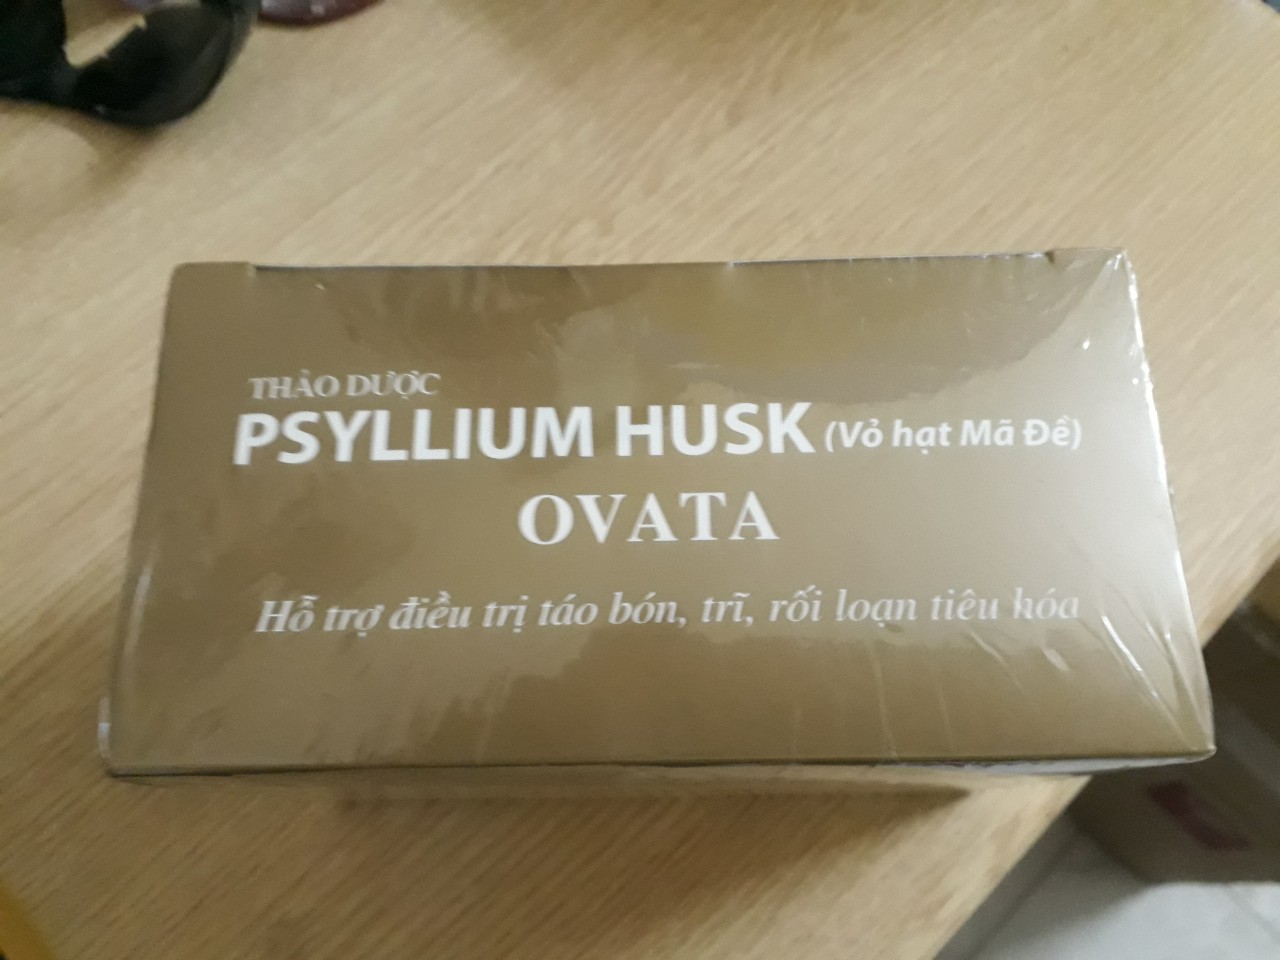 THẢO DƯỢC
PSYLLIUM HUSK (Vỏ hạt Mã Đề)
OVATA
Hỗ trợ điều trị táo bón, trĩ, rối loạn tiêu hóa